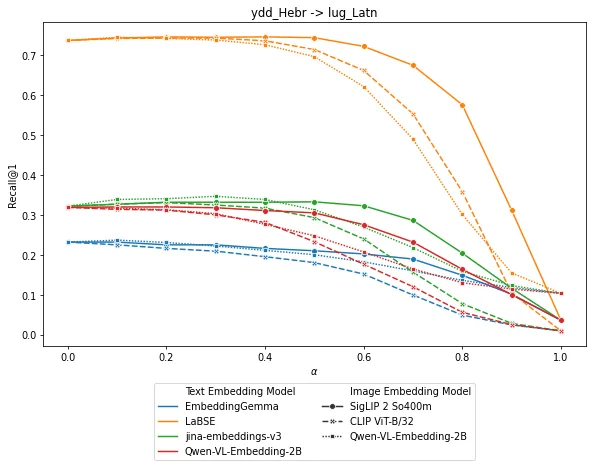 ydd_Hebr -> lug_Latn
Recall@1
0.7
0.6
0.5
0.4
0.3
0.2
0.1
0.0
0.0 0.2 0.4 0.6 0.8 1.0
α
Text Embedding Model Image Embedding Model
EmbeddingGemma SigLIP 2 So400m
LaBSE CLIP ViT-B/32
jina-embeddings-v3 Qwen-VL-Embedding-2B
Qwen-VL-Embedding-2B